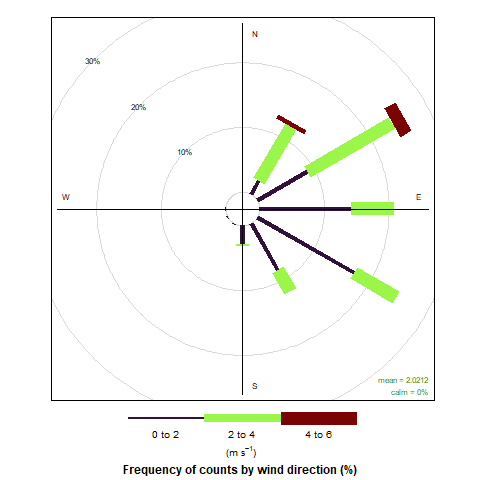 N
30%
20%
10%
W
E
S
mean = 2.0212
calm = 0%
0 to 2
2 to 4
4 to 6
(m s⁻¹)
Frequency of counts by wind direction (%)